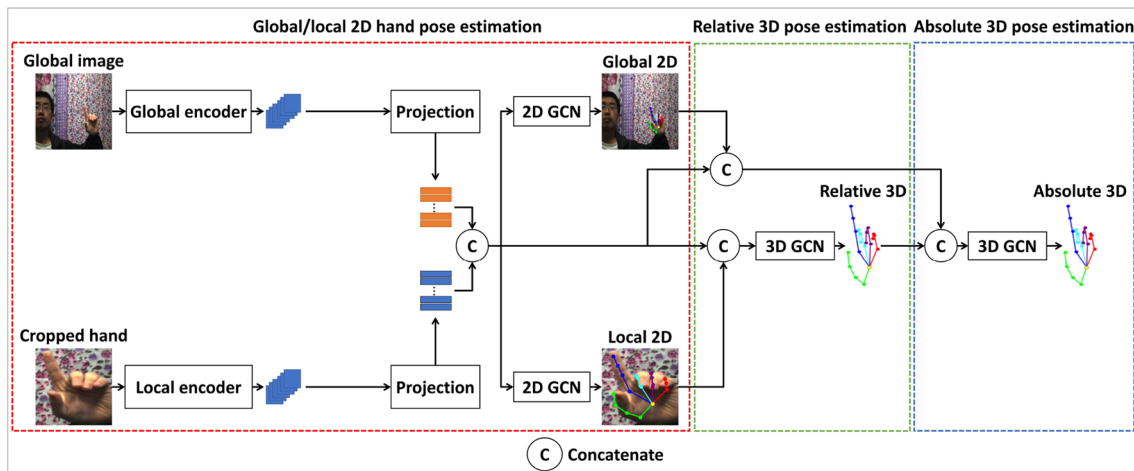 Global/local 2D hand pose estimation
Relative 3D pose estimation
Absolute 3D pose estimation
Global image
Global 2D
Global encoder
Projection
2D GCN
C
Relative 3D
Absolute 3D
C
C
3D GCN
C
3D GCN
Cropped hand
Local 2D
Local encoder
Projection
2D GCN
C Concatenate